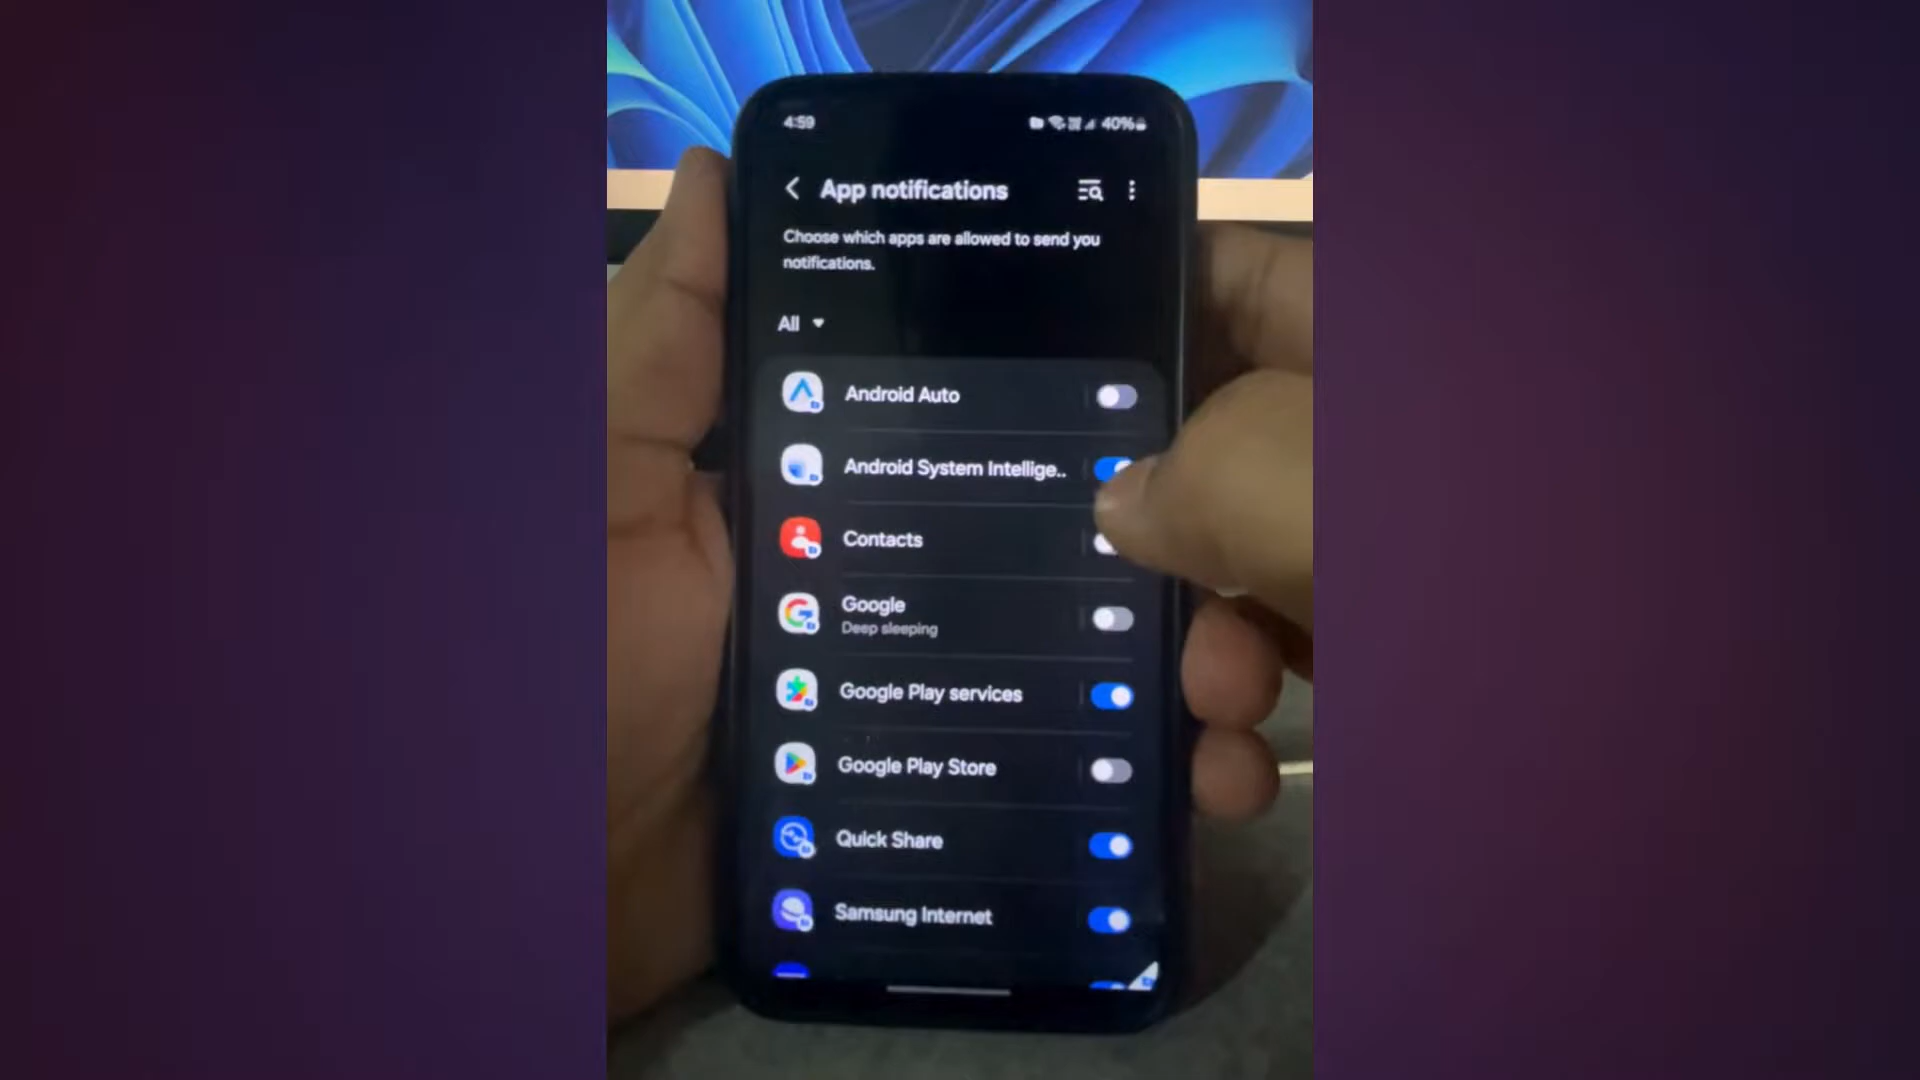 4:59
40%
App notifications
Choose which apps are allowed to send you
notifications.
All
Android Auto
Android System Intellige..
Contacts
Google
Deep sleeping
Google Play services
Google Play Store
Quick Share
Samsung Internet